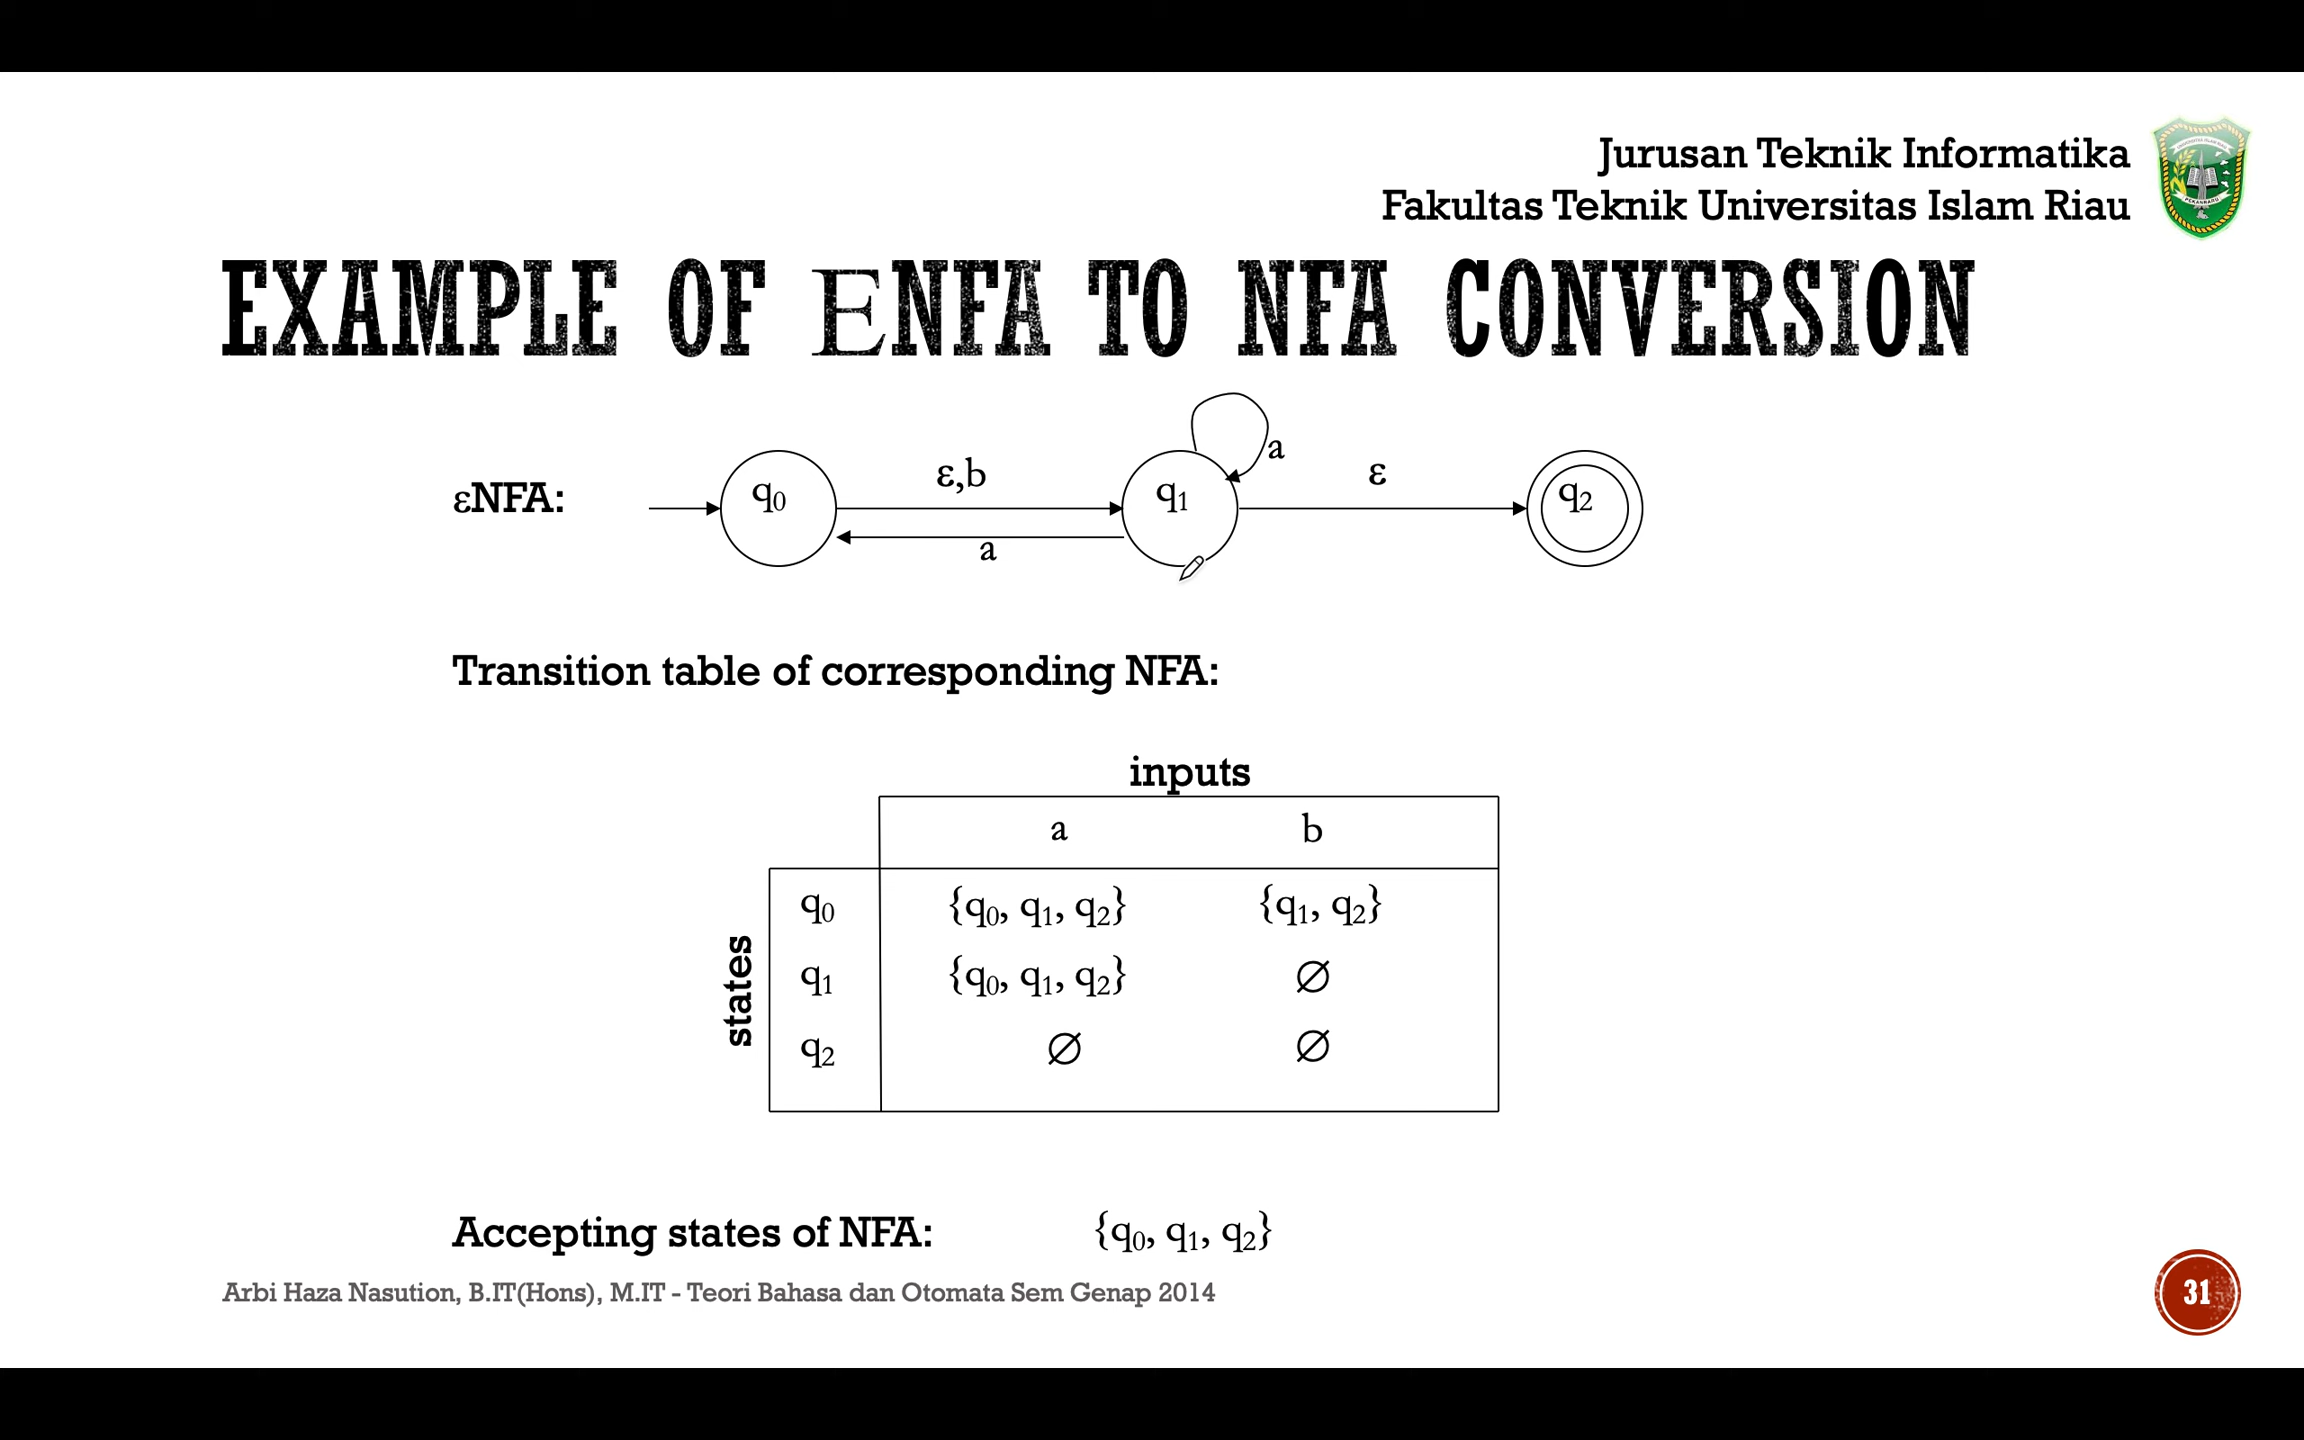 Jurusan Teknik Informatika
Fakultas Teknik Universitas Islam Riau
EXAMPLE OF ΕNFA TO NFA CONVERSION
a
εNFA: q0 ε,b q1 ε q2
a
Transition table of corresponding NFA:
inputs
a b
states
q0 {q0, q1, q2} {q1, q2}
q1 {q0, q1, q2} ∅
q2 ∅ ∅
Accepting states of NFA: {q0, q1, q2}
Arbi Haza Nasution, B.IT(Hons), M.IT - Teori Bahasa dan Otomata Sem Genap 2014
31